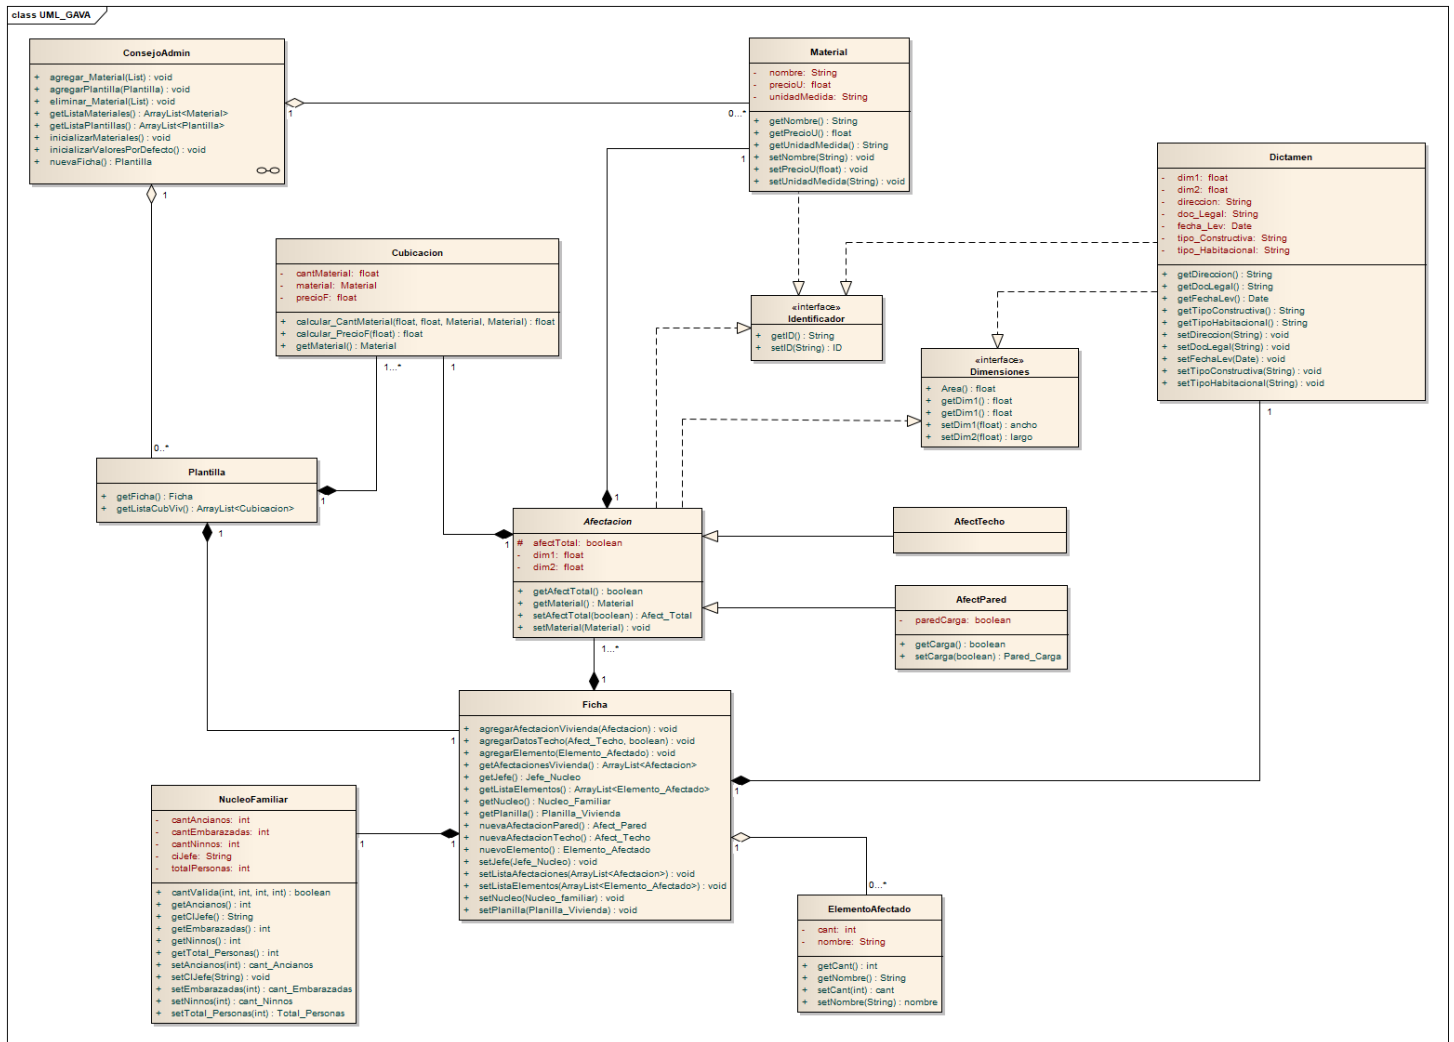 class UML_GAVA
ConsejoAdmin
+ agregar_Material(List) : void
+ agregarPlantilla(Plantilla) : void
+ eliminar_Material(List) : void
+ getListaMateriales() : ArrayList<Material>
+ getListaPlantillas() : ArrayList<Plantilla>
+ inicializarMateriales() : void
+ inicializarValoresPorDefecto() : void
+ nuevaFicha() : Plantilla
1
0...*
1
0..*
Material
- nombre: String
- precioU: float
- unidadMedida: String
+ getNombre() : String
+ getPrecioU() : float
+ getUnidadMedida() : String
+ setNombre(String) : void
+ setPrecioU(float) : void
+ setUnidadMedida(String) : void
1
Dictamen
- dim1: float
- dim2: float
- direccion: String
- doc_Legal: String
- fecha_Lev: Date
- tipo_Constructiva: String
- tipo_Habitacional: String
+ getDireccion() : String
+ getDocLegal() : String
+ getFechaLev() : Date
+ getTipoConstructiva() : String
+ getTipoHabitacional() : String
+ setDireccion(String) : void
+ setDocLegal(String) : void
+ setFechaLev(Date) : void
+ setTipoConstructiva(String) : void
+ setTipoHabitacional(String) : void
1
Cubicacion
- cantMaterial: float
- material: Material
- precioF: float
+ calcular_CantMaterial(float, float, Material, Material) : float
+ calcular_PrecioF(float) : float
+ getMaterial() : Material
1...*
1
«interface»
Identificador
+ getID() : String
+ setID(String) : ID
«interface»
Dimensiones
+ Area() : float
+ getDim1() : float
+ getDim1() : float
+ setDim1(float) : ancho
+ setDim2(float) : largo
Plantilla
+ getFicha() : Ficha
+ getListaCubViv() : ArrayList<Cubicacion>
1
1
Afectacion
# afectTotal: boolean
- dim1: float
- dim2: float
+ getAfectTotal() : boolean
+ getMaterial() : Material
+ setAfectTotal(boolean) : Afect_Total
+ setMaterial(Material) : void
1
1
1...*
1
AfectTecho
AfectPared
- paredCarga: boolean
+ getCarga() : boolean
+ setCarga(boolean) : Pared_Carga
Ficha
+ agregarAfectacionVivienda(Afectacion) : void
+ agregarDatosTecho(Afect_Techo, boolean) : void
+ agregarElemento(Elemento_Afectado) : void
+ getAfectacionesVivienda() : ArrayList<Afectacion>
+ getJefe() : Jefe_Nucleo
+ getListaElementos() : ArrayList<Elemento_Afectado>
+ getNucleo() : Nucleo_Familiar
+ getPlanilla() : Planilla_Vivienda
+ nuevaAfectacionPared() : Afect_Pared
+ nuevaAfectacionTecho() : Afect_Techo
+ nuevoElemento() : Elemento_Afectado
+ setJefe(Jefe_Nucleo) : void
+ setListaAfectaciones(ArrayList<Afectacion>) : void
+ setListaElementos(ArrayList<Elemento_Afectado>) : void
+ setNucleo(Nucleo_familiar) : void
+ setPlanilla(Planilla_Vivienda) : void
1
1
1
1
1
0...*
NucleoFamiliar
- cantAncianos: int
- cantEmbarazadas: int
- cantNinnos: int
- ciJefe: String
- totalPersonas: int
+ cantValida(int, int, int, int) : boolean
+ getAncianos() : int
+ getCIJefe() : String
+ getEmbarazadas() : int
+ getNinnos() : int
+ getTotal_Personas() : int
+ setAncianos(int) : cant_Ancianos
+ setCIJefe(String) : void
+ setEmbarazadas(int) : cant_Embarazadas
+ setNinnos(int) : cant_Ninnos
+ setTotal_Personas(int) : Total_Personas
ElementoAfectado
- cant: int
- nombre: String
+ getCant() : int
+ getNombre() : String
+ setCant(int) : cant
+ setNombre(String) : nombre